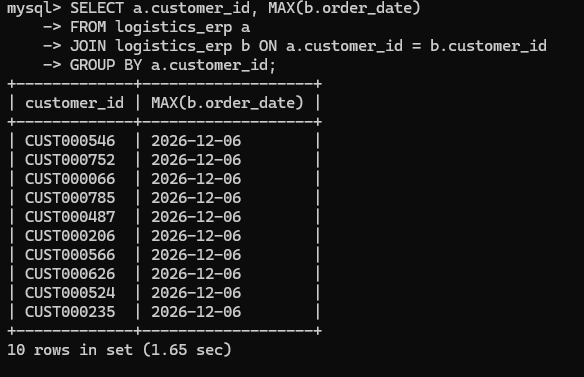 mysql> SELECT a.customer_id, MAX(b.order_date)
    -> FROM logistics_erp a
    -> JOIN logistics_erp b ON a.customer_id = b.customer_id
    -> GROUP BY a.customer_id;
+-------------+-------------------+
| customer_id | MAX(b.order_date) |
+-------------+-------------------+
| CUST000546  | 2026-12-06        |
| CUST000752  | 2026-12-06        |
| CUST000066  | 2026-12-06        |
| CUST000785  | 2026-12-06        |
| CUST000487  | 2026-12-06        |
| CUST000206  | 2026-12-06        |
| CUST000566  | 2026-12-06        |
| CUST000626  | 2026-12-06        |
| CUST000524  | 2026-12-06        |
| CUST000235  | 2026-12-06        |
+-------------+-------------------+
10 rows in set (1.65 sec)